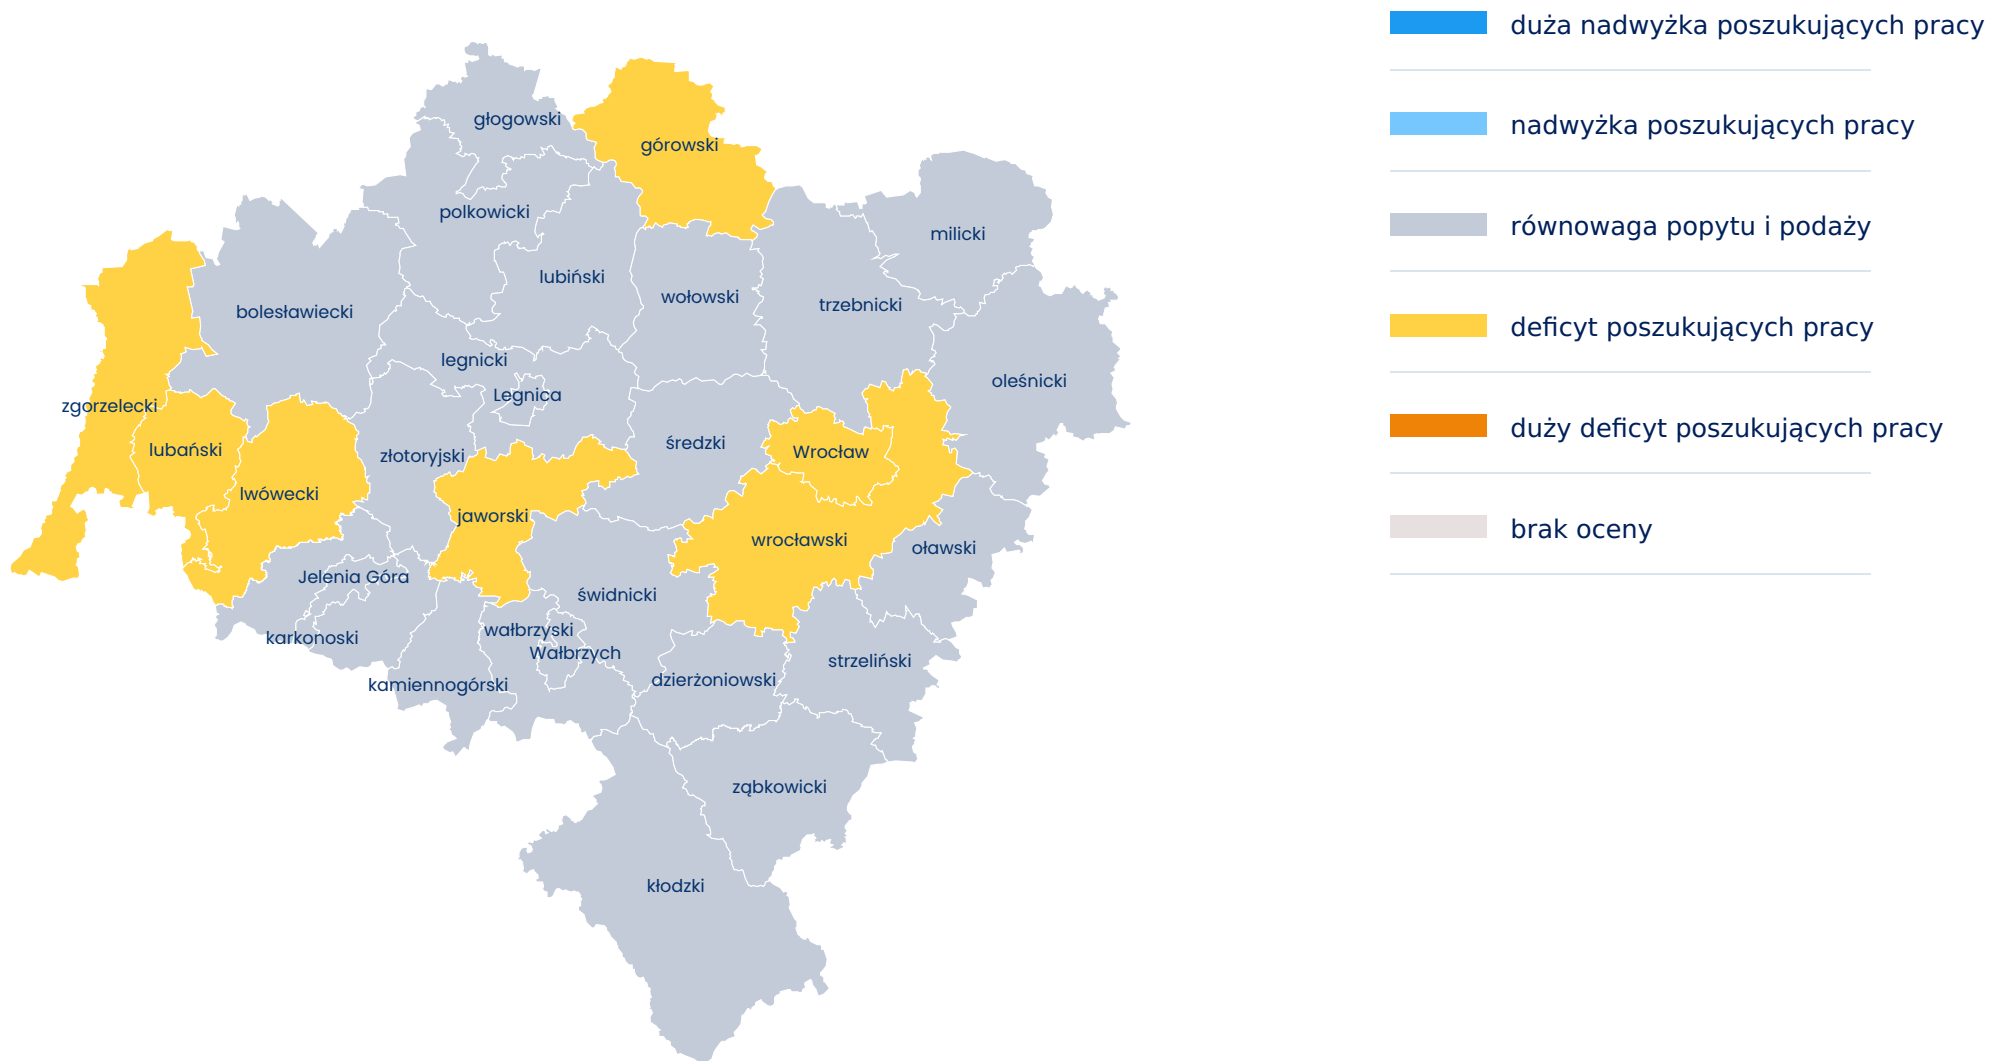 duża nadwyżka poszukujących pracy
nadwyżka poszukujących pracy
równowaga popytu i podaży
deficyt poszukujących pracy
duży deficyt poszukujących pracy
brak oceny
głogowski
górowski
polkowicki
milicki
lubiński
wołowski
trzebnicki
bolesławiecki
legnicki
Legnica
oleśnicki
zgorzelecki
lubański
złotoryjski
średzki
Wrocław
lwówecki
jaworski
wrocławski
oławski
Jelenia Góra
świdnicki
karkonoski
wałbrzyski
Wałbrzych
strzeliński
kamiennogórski
dzierżoniowski
ząbkowicki
kłodzki